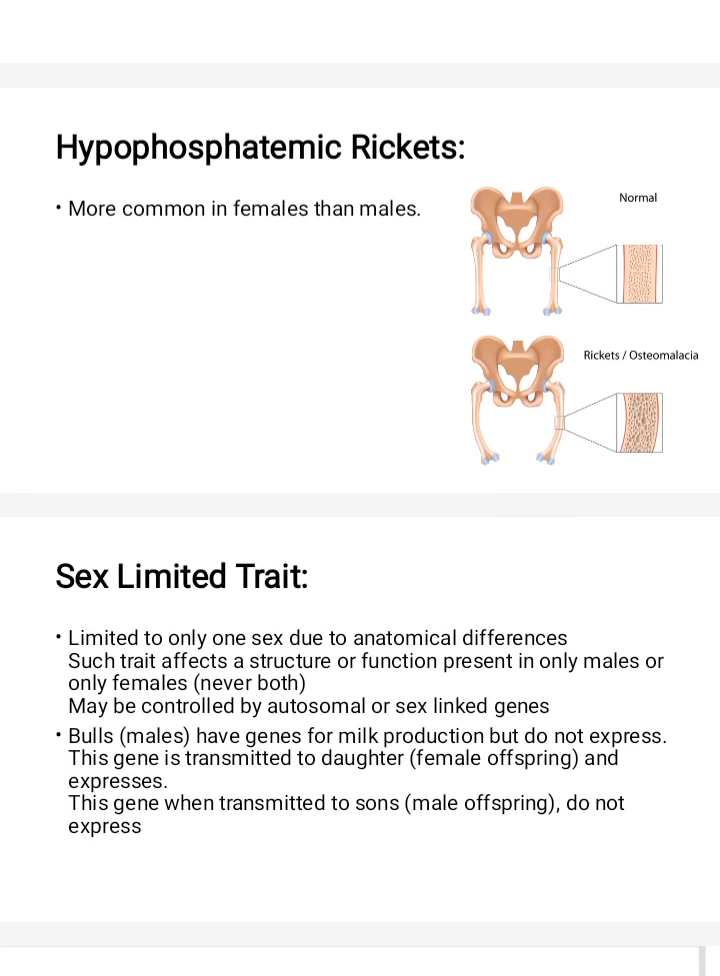 Hypophosphatemic Rickets:
• More common in females than males.
Normal
Rickets / Osteomalacia
Sex Limited Trait:
• Limited to only one sex due to anatomical differences
Such trait affects a structure or function present in only males or
only females (never both)
May be controlled by autosomal or sex linked genes
• Bulls (males) have genes for milk production but do not express.
This gene is transmitted to daughter (female offspring) and
expresses.
This gene when transmitted to sons (male offspring), do not
express